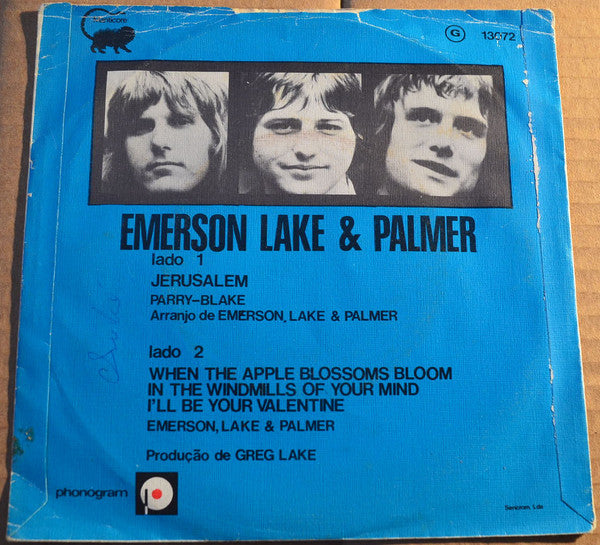 Manticore
G 13072
EMERSON LAKE & PALMER
lado 1
JERUSALEM
PARRY-BLAKE
Arranjo de EMERSON, LAKE & PALMER
lado 2
WHEN THE APPLE BLOSSOMS BLOOM
IN THE WINDMILLS OF YOUR MIND
I'LL BE YOUR VALENTINE
EMERSON, LAKE & PALMER
Produção de GREG LAKE
phonogram